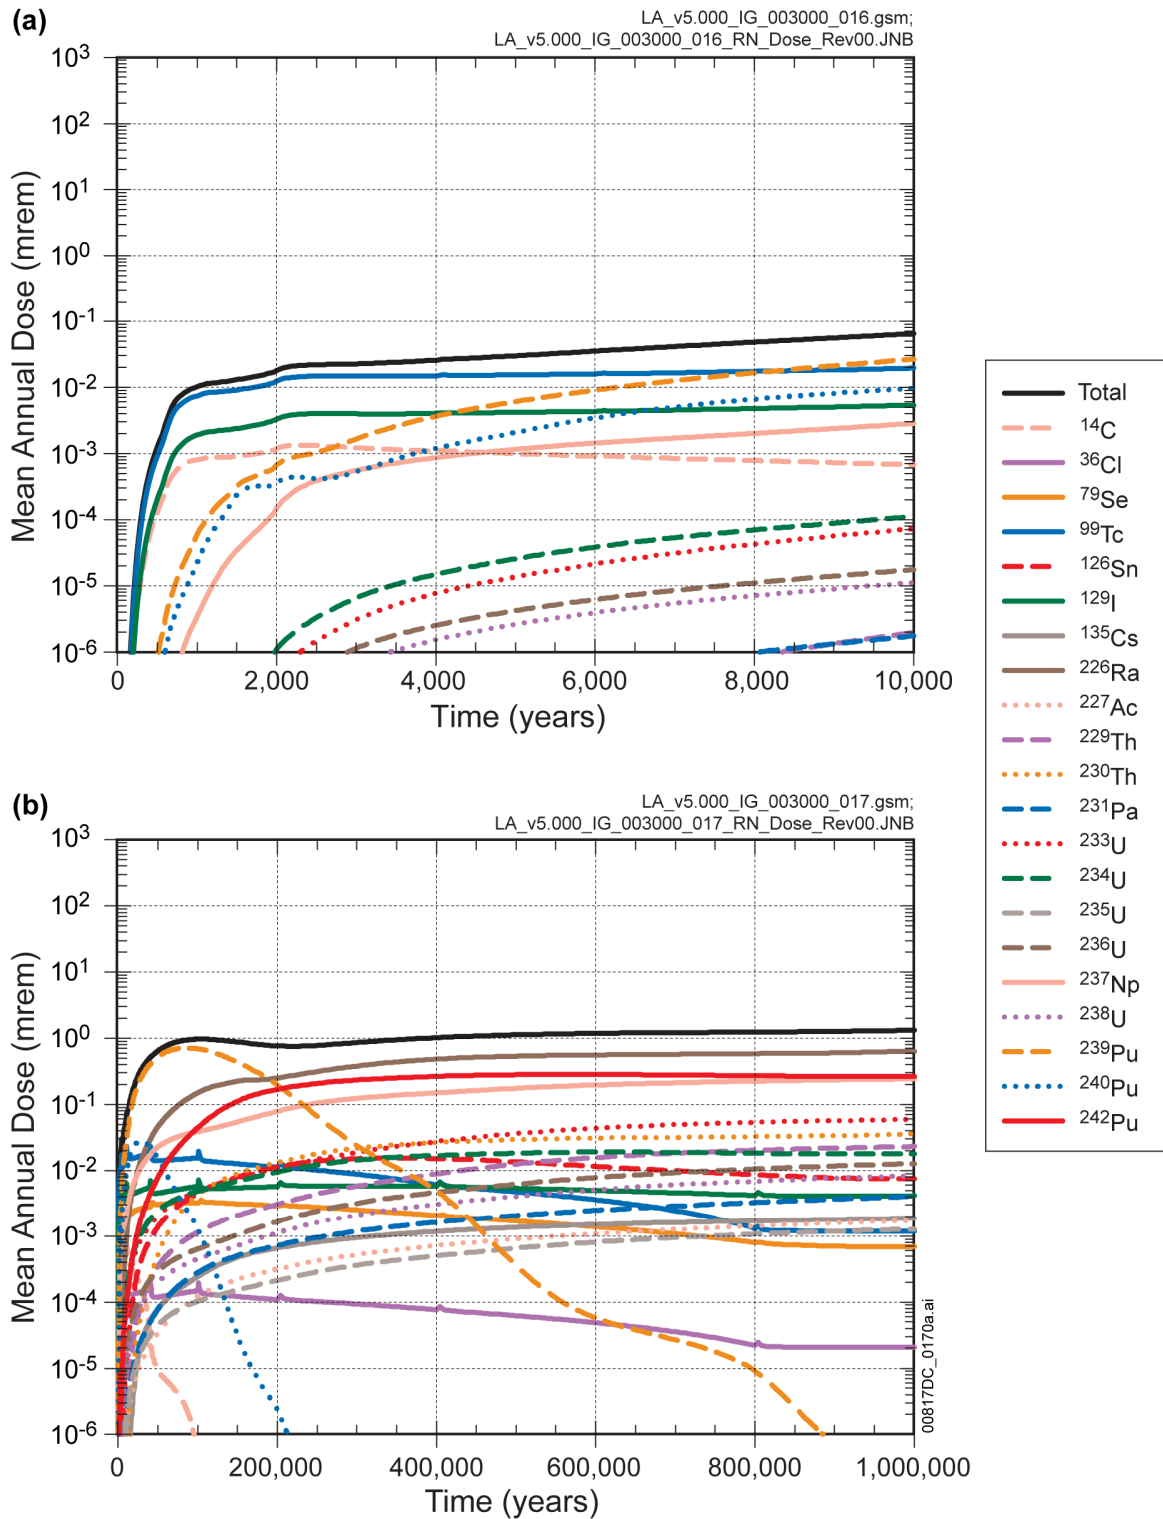 (a)
LA_v5.000_IG_003000_016.gsm;
LA_v5.000_IG_003000_016_RN_Dose_Rev00.JNB
Mean Annual Dose (mrem)
10³
10²
10¹
10⁰
10⁻¹
10⁻²
10⁻³
10⁻⁴
10⁻⁵
10⁻⁶
0 2,000 4,000 6,000 8,000 10,000
Time (years)
Total
¹⁴C
³⁶Cl
⁷⁹Se
⁹⁹Tc
¹²⁶Sn
¹²⁹I
¹³⁵Cs
²²⁶Ra
²²⁷Ac
²²⁹Th
²³⁰Th
²³¹Pa
²³³U
²³⁴U
²³⁵U
²³⁶U
²³⁷Np
²³⁸U
²³⁹Pu
²⁴⁰Pu
²⁴²Pu
(b)
LA_v5.000_IG_003000_017.gsm;
LA_v5.000_IG_003000_017_RN_Dose_Rev00.JNB
Mean Annual Dose (mrem)
10³
10²
10¹
10⁰
10⁻¹
10⁻²
10⁻³
10⁻⁴
10⁻⁵
10⁻⁶
0 200,000 400,000 600,000 800,000 1,000,000
Time (years)
00817DC_0170a.ai